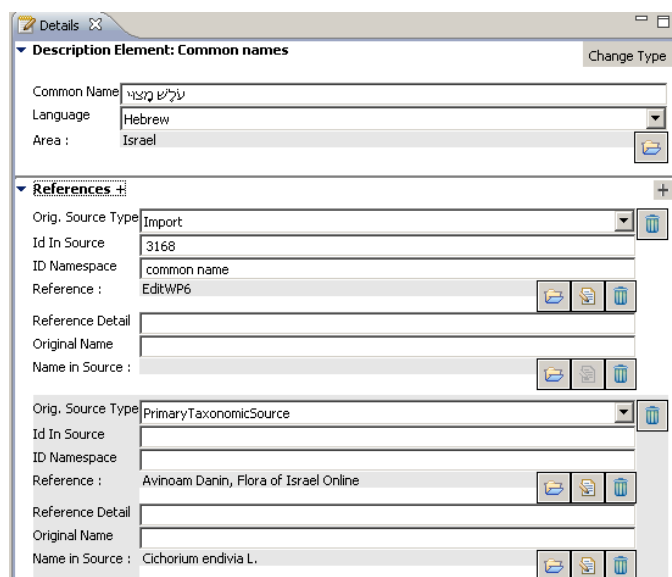 Details
Description Element: Common names
Change Type
Common Name עֹלֶשׁ מָצוּי
Language Hebrew
Area : Israel
References +
+
Orig. Source Type Import
Id In Source 3168
ID Namespace common name
Reference : EditWP6
Reference Detail
Original Name
Name in Source :
Orig. Source Type PrimaryTaxonomicSource
Id In Source
ID Namespace
Reference : Avinoam Danin, Flora of Israel Online
Reference Detail
Original Name
Name in Source : Cichorium endivia L.